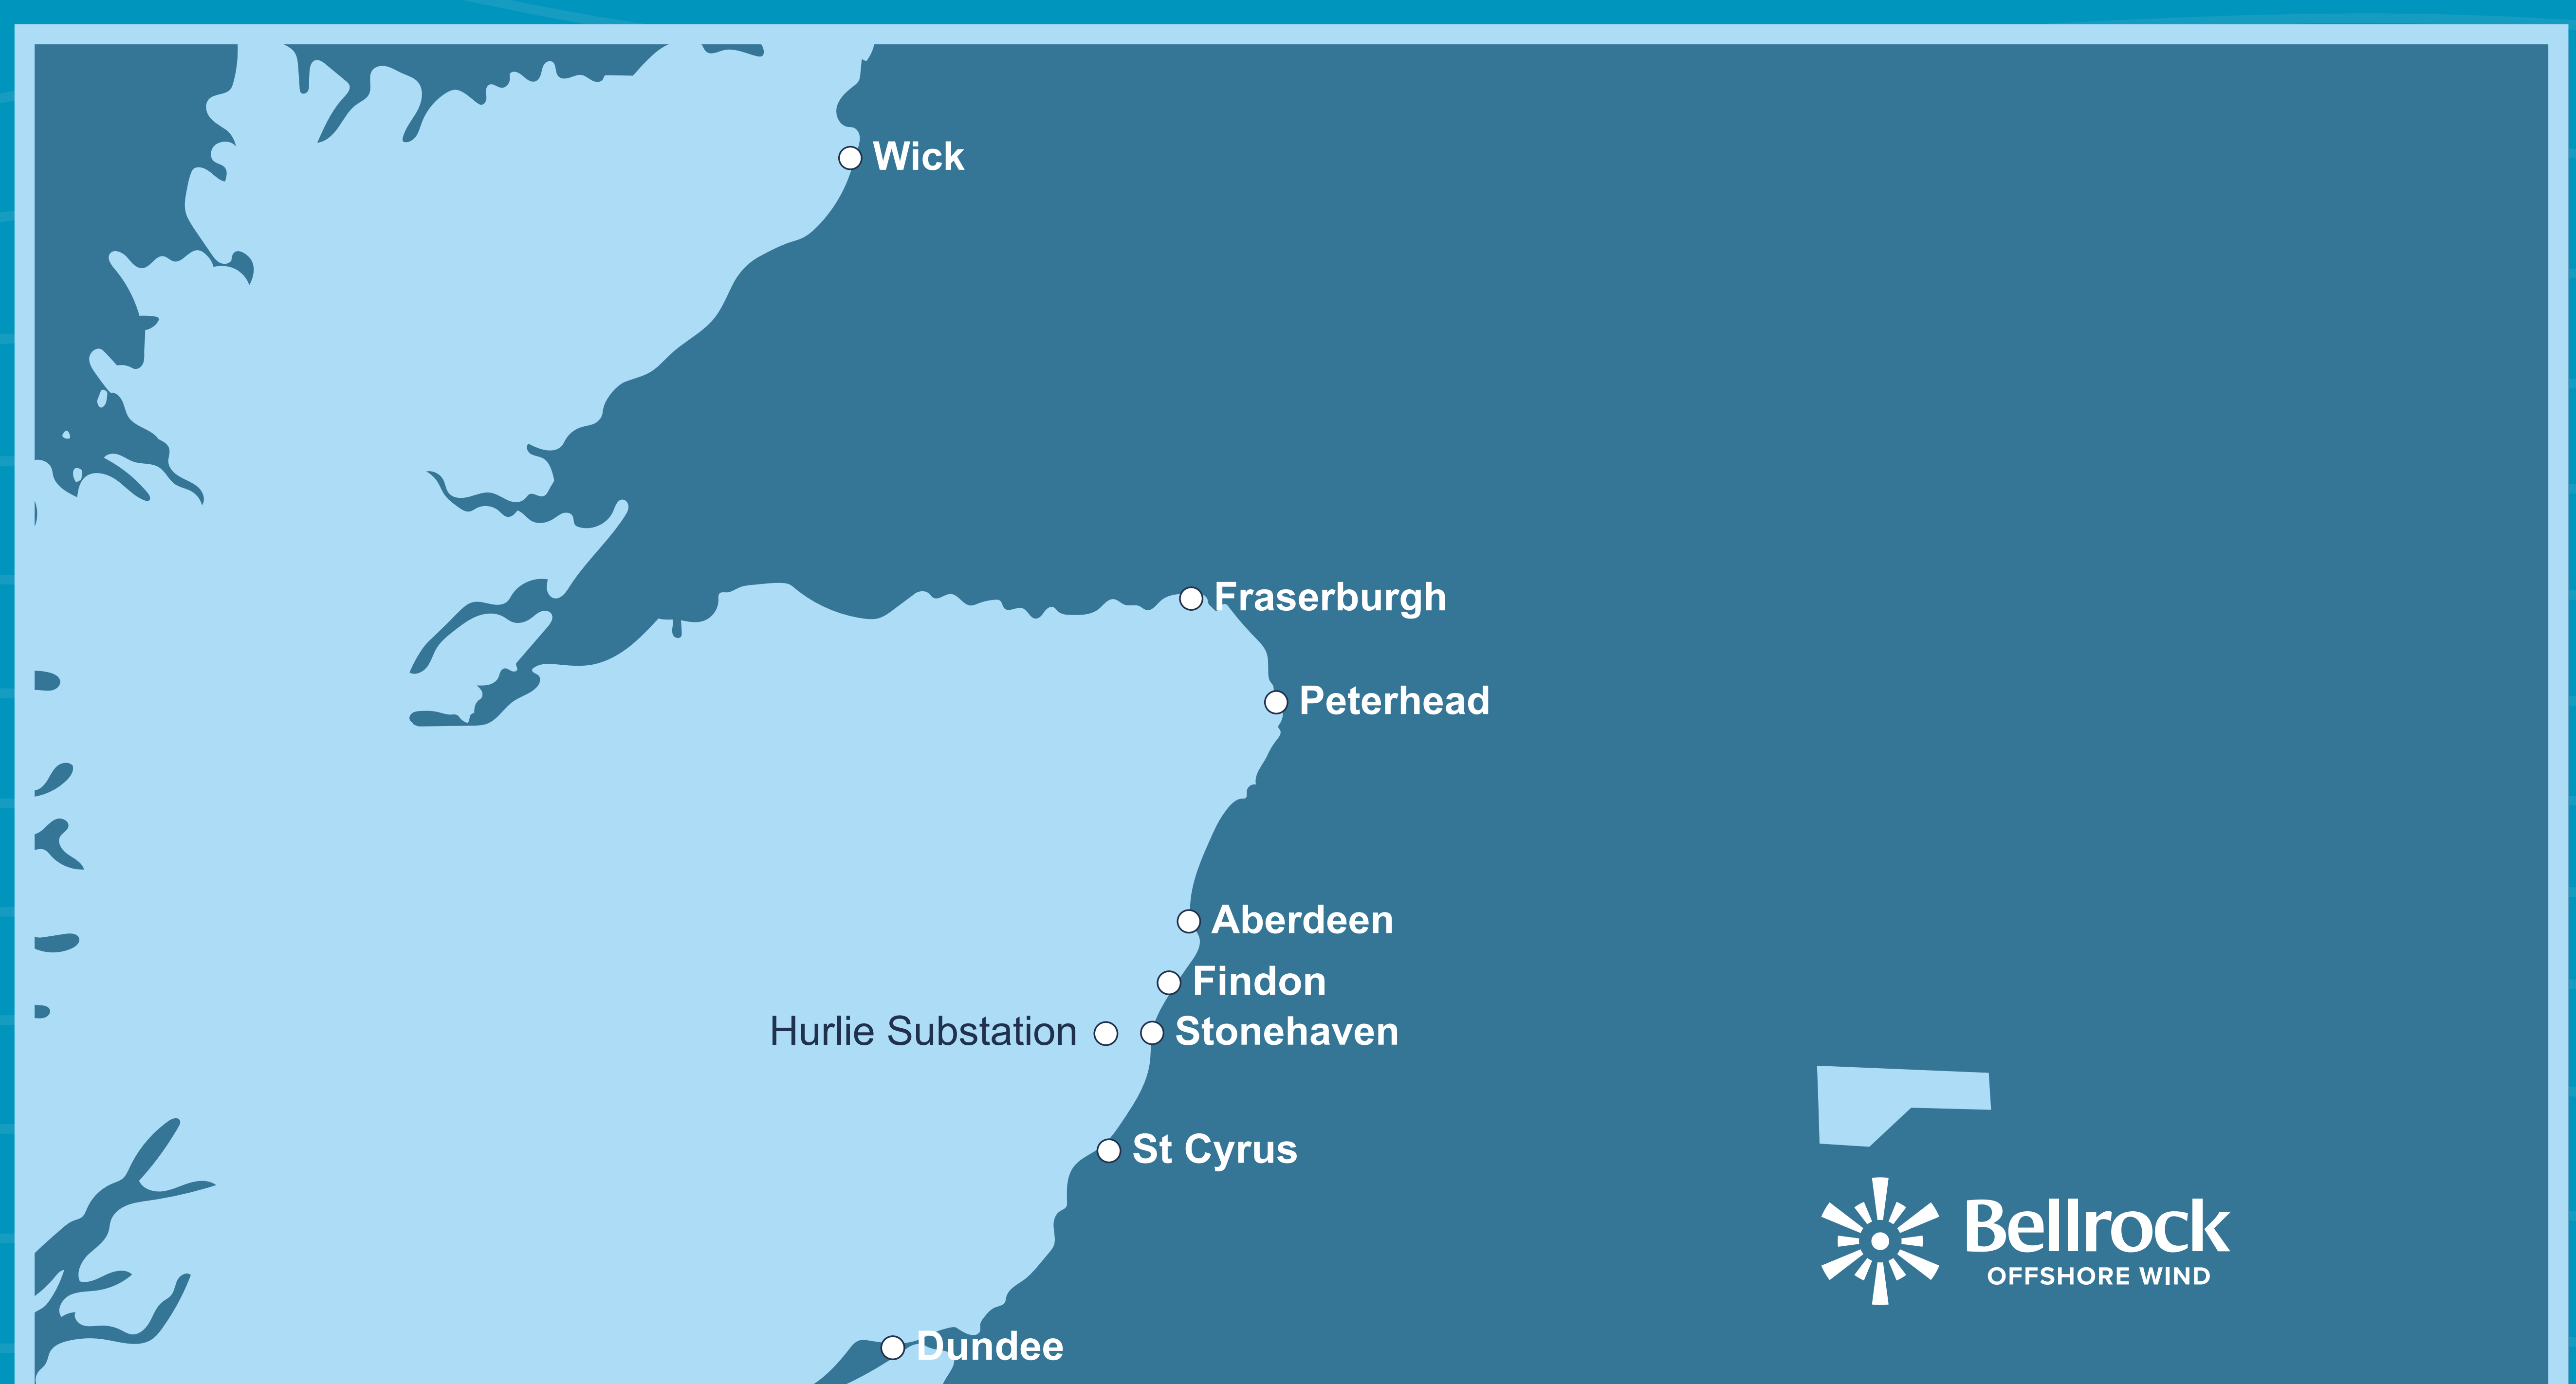 Wick
Fraserburgh
Peterhead
Aberdeen
Findon
Hurlie Substation
Stonehaven
St Cyrus
Bellrock
OFFSHORE WIND
Dundee